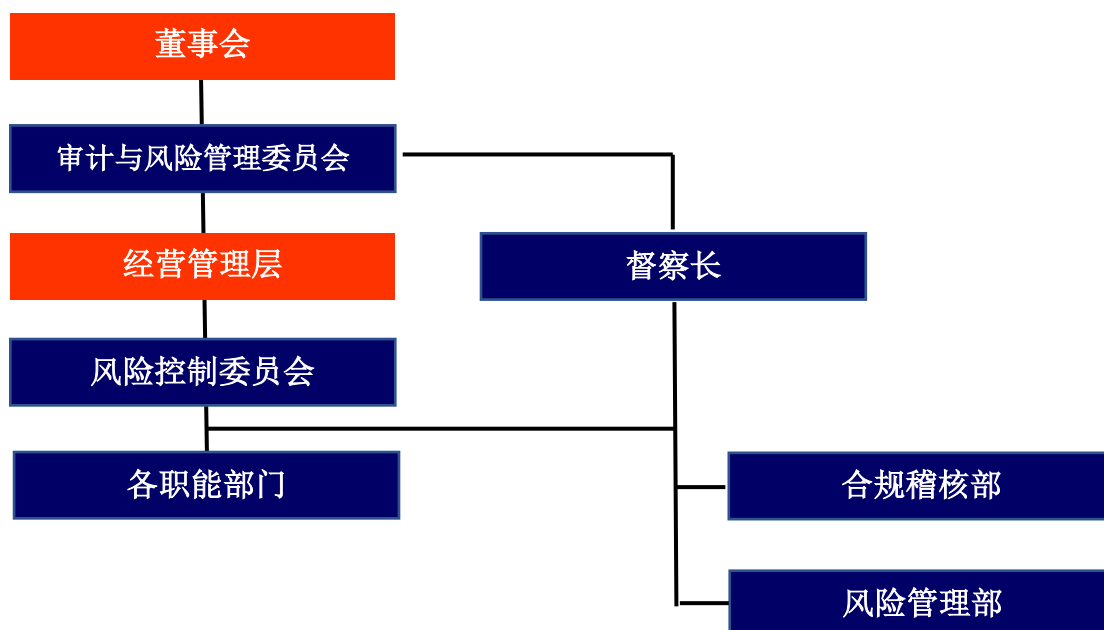 董事会
审计与风险管理委员会
经营管理层
督察长
风险控制委员会
各职能部门
合规稽核部
风险管理部